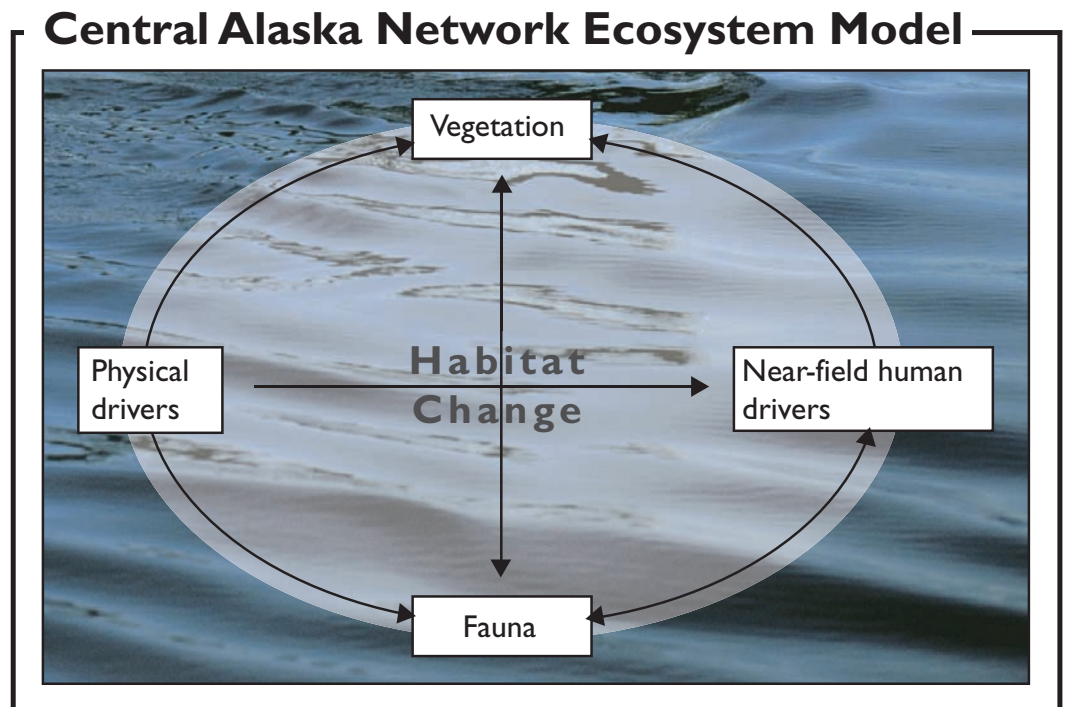 Central Alaska Network Ecosystem Model
Vegetation
Physical
drivers
Habitat
Change
Near-field human
drivers
Fauna